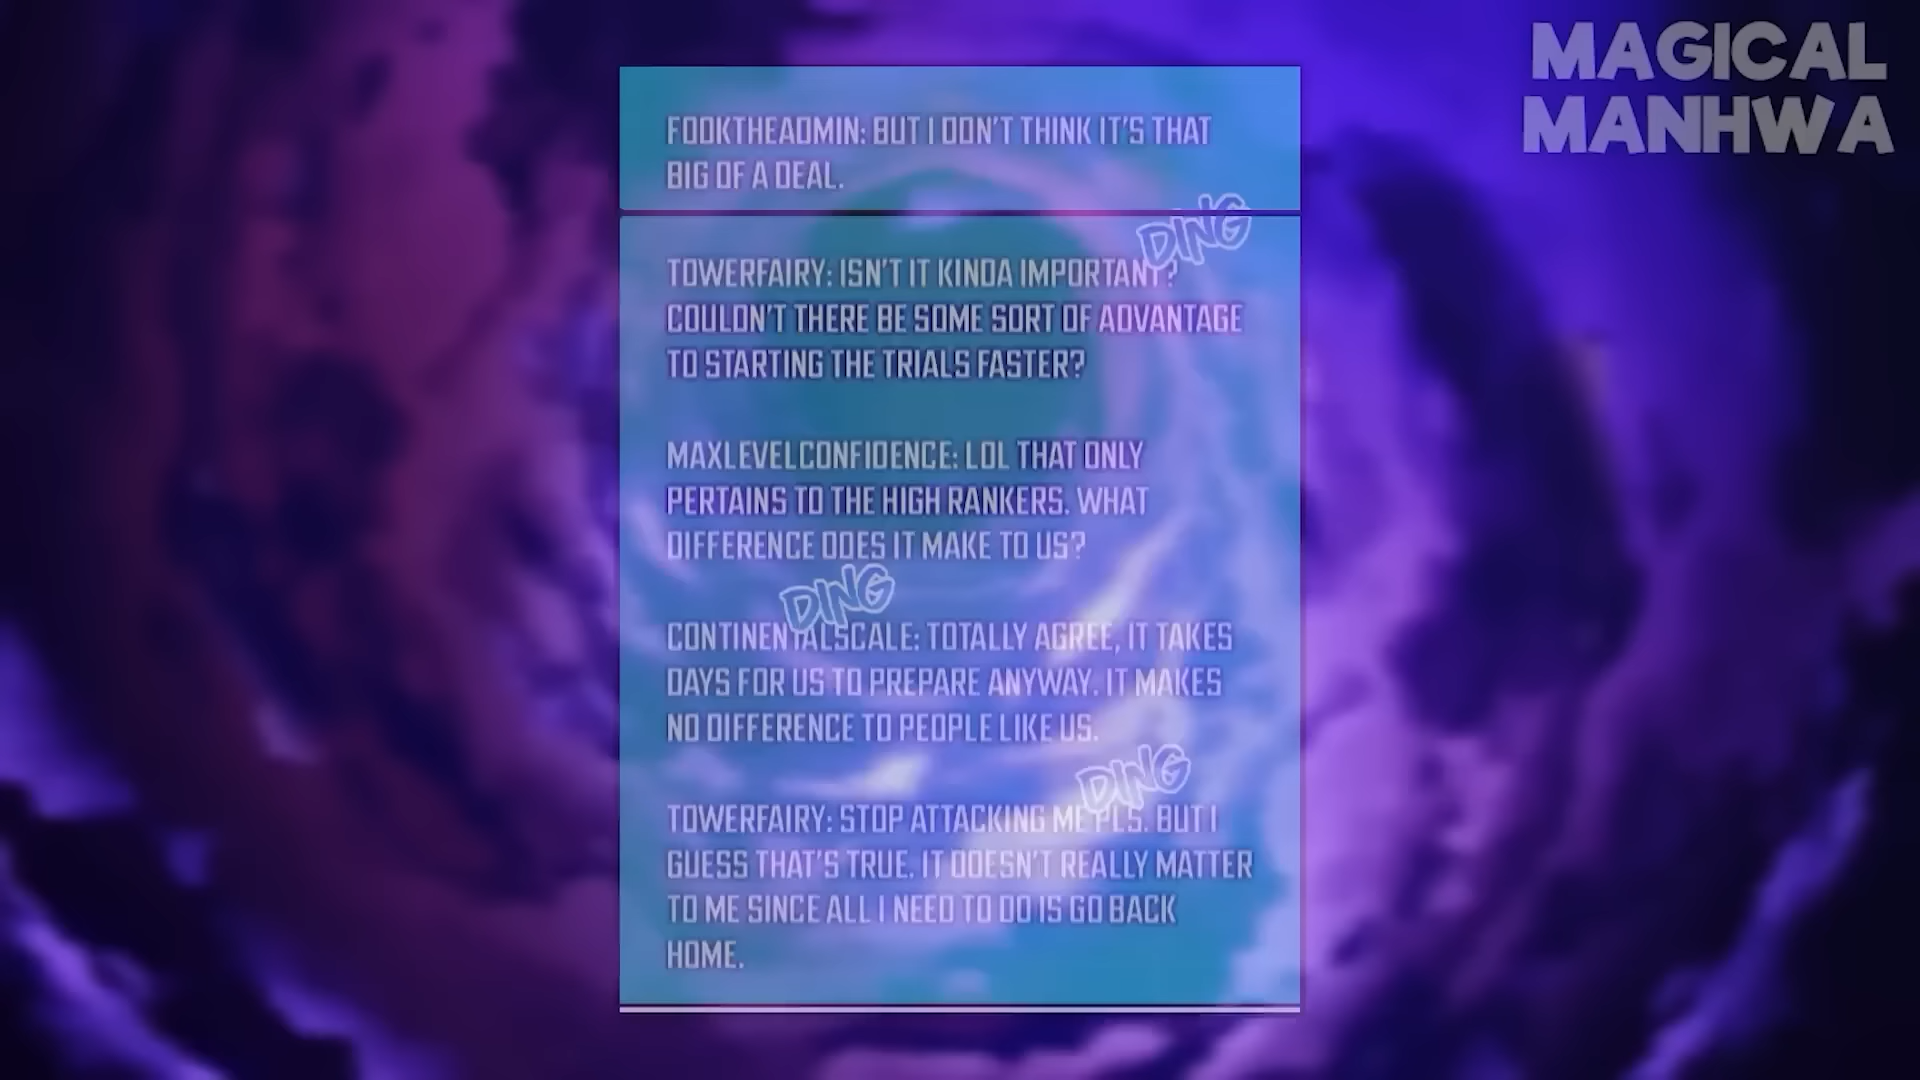 MAGICAL
MANHWA
FOOKTHEADMIN: BUT I DON'T THINK IT'S THAT
BIG OF A DEAL.
DING
TOWERFAIRY: ISN'T IT KINDA IMPORTANT?
COULDN'T THERE BE SOME SORT OF ADVANTAGE
TO STARTING THE TRIALS FASTER?
MAXLEVELCONFIDENCE: LOL THAT ONLY
PERTAINS TO THE HIGH RANKERS. WHAT
DIFFERENCE DOES IT MAKE TO US?
DING
CONTINENTALSCALE: TOTALLY AGREE, IT TAKES
DAYS FOR US TO PREPARE ANYWAY. IT MAKES
NO DIFFERENCE TO PEOPLE LIKE US.
DING
TOWERFAIRY: STOP ATTACKING ME PLS. BUT I
GUESS THAT'S TRUE. IT DOESN'T REALLY MATTER
TO ME SINCE ALL I NEED TO DO IS GO BACK
HOME.